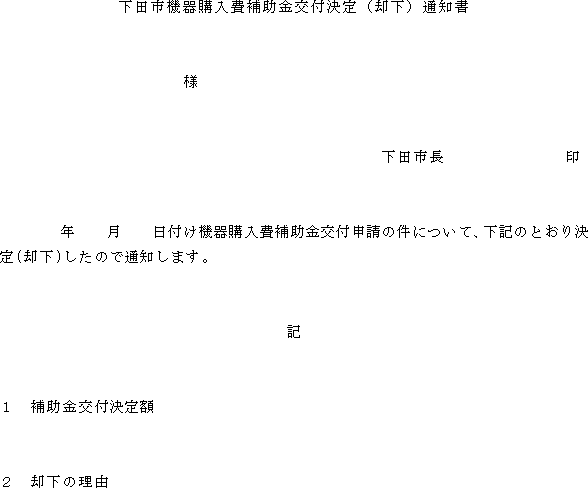 下田市機器購入費補助金交付決定（却下）通知書
様
下田市長　　　　　　　　印
年　　月　　日付け機器購入費補助金交付申請の件について、下記のとおり決
定(却下)したので通知します。
記
１　補助金交付決定額
２　却下の理由